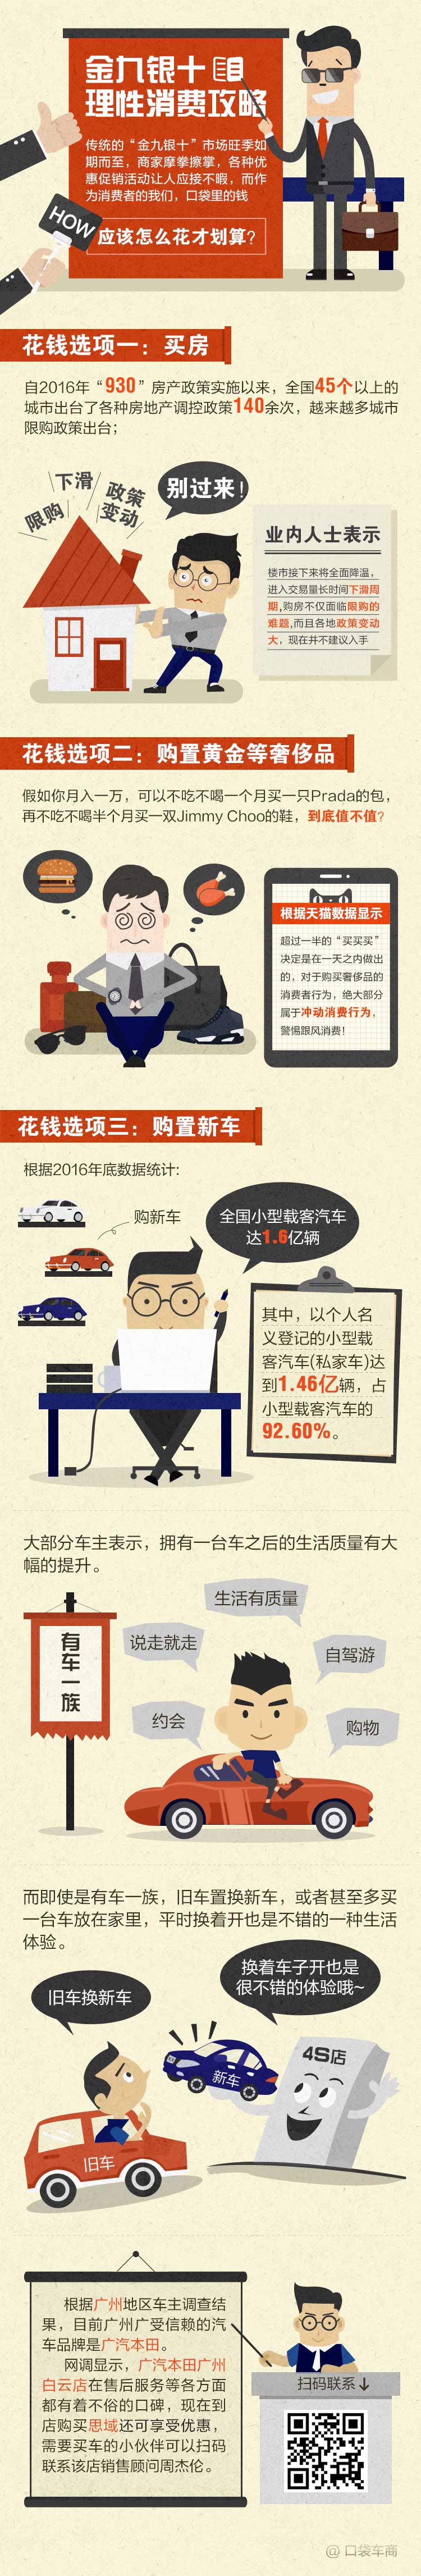 金九银十
理性消费攻略
传统的“金九银十”市场旺季如
期而至，商家摩拳擦掌，各种优
惠促销活动让人应接不暇，而作
为消费者的我们，口袋里的钱
HOW
应该怎么花才划算？
花钱选项一：买房
自2016年“930”房产政策实施以来，全国45个以上的
城市出台了各种房地产调控政策140余次，越来越多城市
限购政策出台；
限购
下滑
政策
变动
别过来！
业内人士表示
楼市接下来将全面降温，
进入交易量长时间下滑周
期,购房不仅面临限购的
难题,而且各地政策变动
大，现在并不建议入手
花钱选项二：购置黄金等奢侈品
假如你月入一万，可以不吃不喝一个月买一只Prada的包，
再不吃不喝半个月买一双Jimmy Choo的鞋，到底值不值？
根据天猫数据显示
超过一半的“买买买”
决定是在一天之内做出
的，对于购买奢侈品的
消费者行为，绝大部分
属于冲动消费行为，
警惕跟风消费！
花钱选项三：购置新车
根据2016年底数据统计:
购新车
全国小型载客汽车
达1.6亿辆
其中，以个人名
义登记的小型载
客汽车(私家车)达
到1.46亿辆，占
小型载客汽车的
92.60%。
大部分车主表示，拥有一台车之后的生活质量有大
幅的提升。
有车一族
生活有质量
说走就走
自驾游
约会
购物
而即使是有车一族，旧车置换新车，或者甚至多买
一台车放在家里，平时换着开也是不错的一种生活
体验。
旧车换新车
换着车子开也是
很不错的体验哦~
新车
4S店
旧车
根据广州地区车主调查结
果，目前广州广受信赖的汽
车品牌是广汽本田。
网调显示，广汽本田广州
白云店在售后服务等各方面
都有着不俗的口碑，现在到
店购买思域还可享受优惠，
需要买车的小伙伴可以扫码
联系该店销售顾问周杰伦。
扫码联系↓
@ 口袋车商